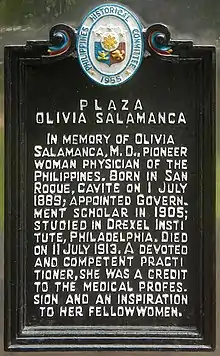 PHILIPPINES HISTORICAL COMMITTEE
1955
PLAZA
OLIVIA SALAMANCA
IN MEMORY OF OLIVIA
SALAMANCA, M.D., PIONEER
WOMAN PHYSICIAN OF THE
PHILIPPINES. BORN IN SAN
ROQUE, CAVITE ON 1 JULY
1889; APPOINTED GOVERN-
MENT SCHOLAR IN 1905;
STUDIED IN DREXEL INSTI
TUTE, PHILADELPHIA. DIED
ON 11 JULY 1913. A DEVOTED
AND COMPETENT PRACTI
TIONER, SHE WAS A CREDIT
TO THE MEDICAL PROFES-
SION AND AN INSPIRATION
TO HER FELLOWWOMEN.